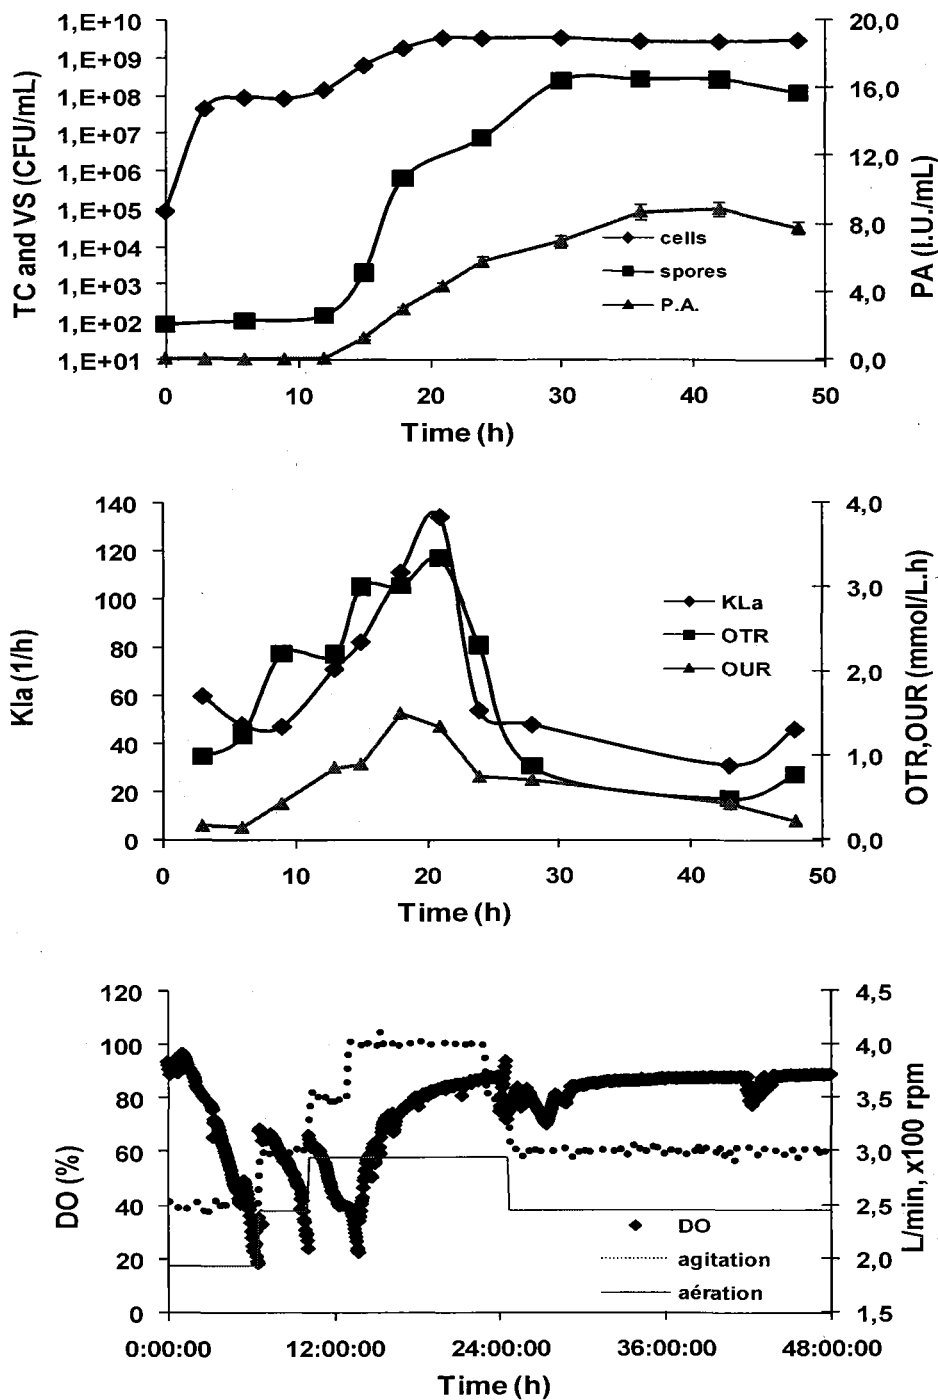 1,E+10
1,E+09
1,E+08
1,E+07
1,E+06
1,E+05
1,E+04
1,E+03
1,E+02
1,E+01
TC and VS (CFU/mL)
20,0
16,0
12,0
8,0
4,0
0,0
PA (I.U./mL)
cells
spores
P.A.
0 10 20 30 40 50
Time (h)
140
120
100
80
60
40
20
0
Kla (1/h)
4,0
3,0
2,0
1,0
0,0
OTR,OUR (mmol/L.h)
KLa
OTR
OUR
0 10 20 30 40 50
Time (h)
120
100
80
60
40
20
0
DO (%)
4,5
4,0
3,5
3,0
2,5
2,0
1,5
L/min, x100 rpm
DO
agitation
aération
0:00:00 12:00:00 24:00:00 36:00:00 48:00:00
Time (h)